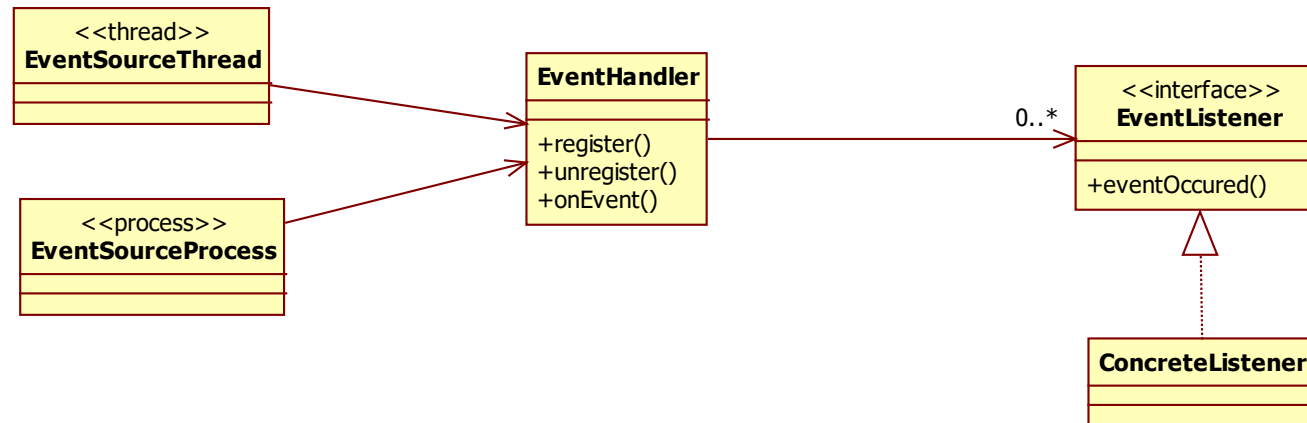 <<thread>>
EventSourceThread
<<process>>
EventSourceProcess
EventHandler
+register()
+unregister()
+onEvent()
0..*
<<interface>>
EventListener
+eventOccured()
ConcreteListener